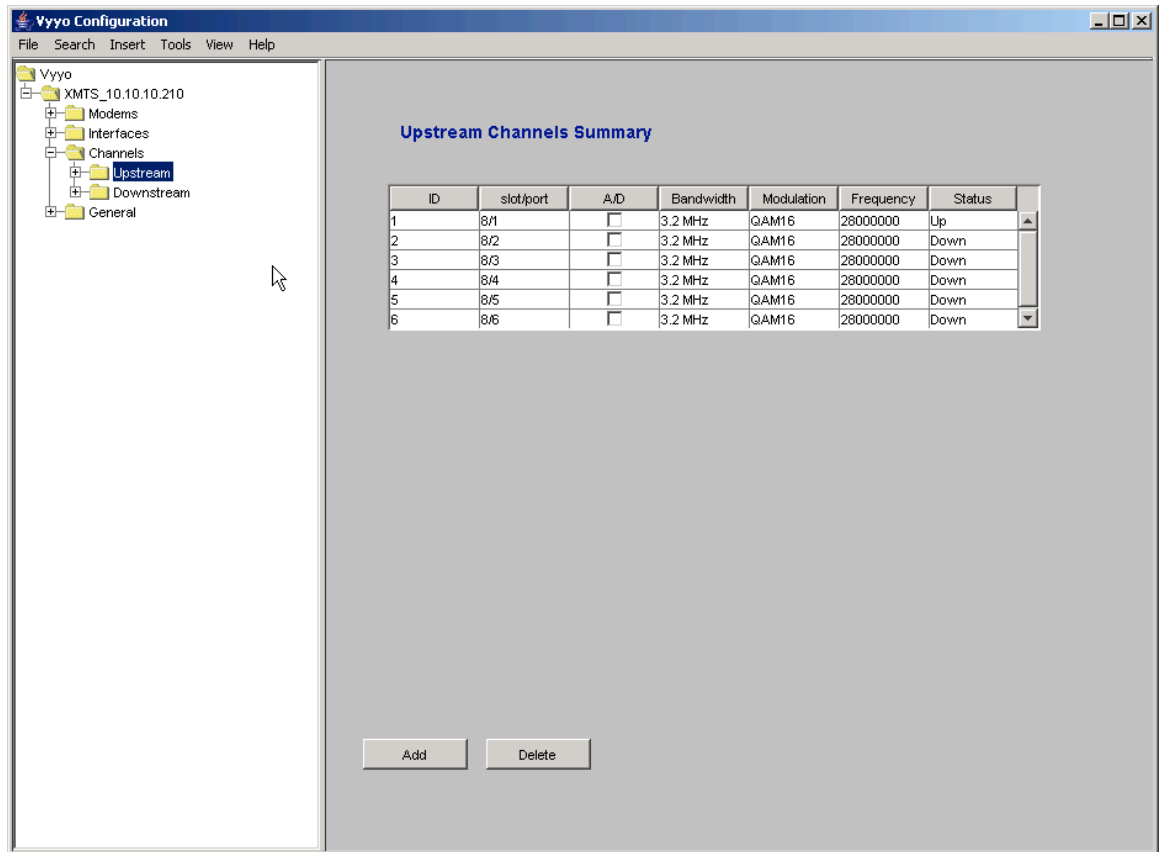 Vyyo Configuration
File Search Insert Tools View Help
Vyyo
XMTS_10.10.10.210
Modems
Interfaces
Channels
Upstream
Downstream
General
Upstream Channels Summary
ID slot/port A/D Bandwidth Modulation Frequency Status
1 8/1 3.2 MHz QAM16 28000000 Up
2 8/2 3.2 MHz QAM16 28000000 Down
3 8/3 3.2 MHz QAM16 28000000 Down
4 8/4 3.2 MHz QAM16 28000000 Down
5 8/5 3.2 MHz QAM16 28000000 Down
6 8/6 3.2 MHz QAM16 28000000 Down
Add Delete